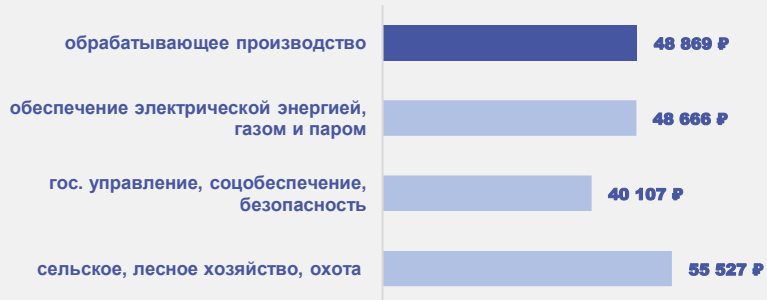 обрабатывающее производство
48 869 ₽
обеспечение электрической энергией,
газом и паром
48 666 ₽
гос. управление, соцобеспечение,
безопасность
40 107 ₽
сельское, лесное хозяйство, охота
55 527 ₽